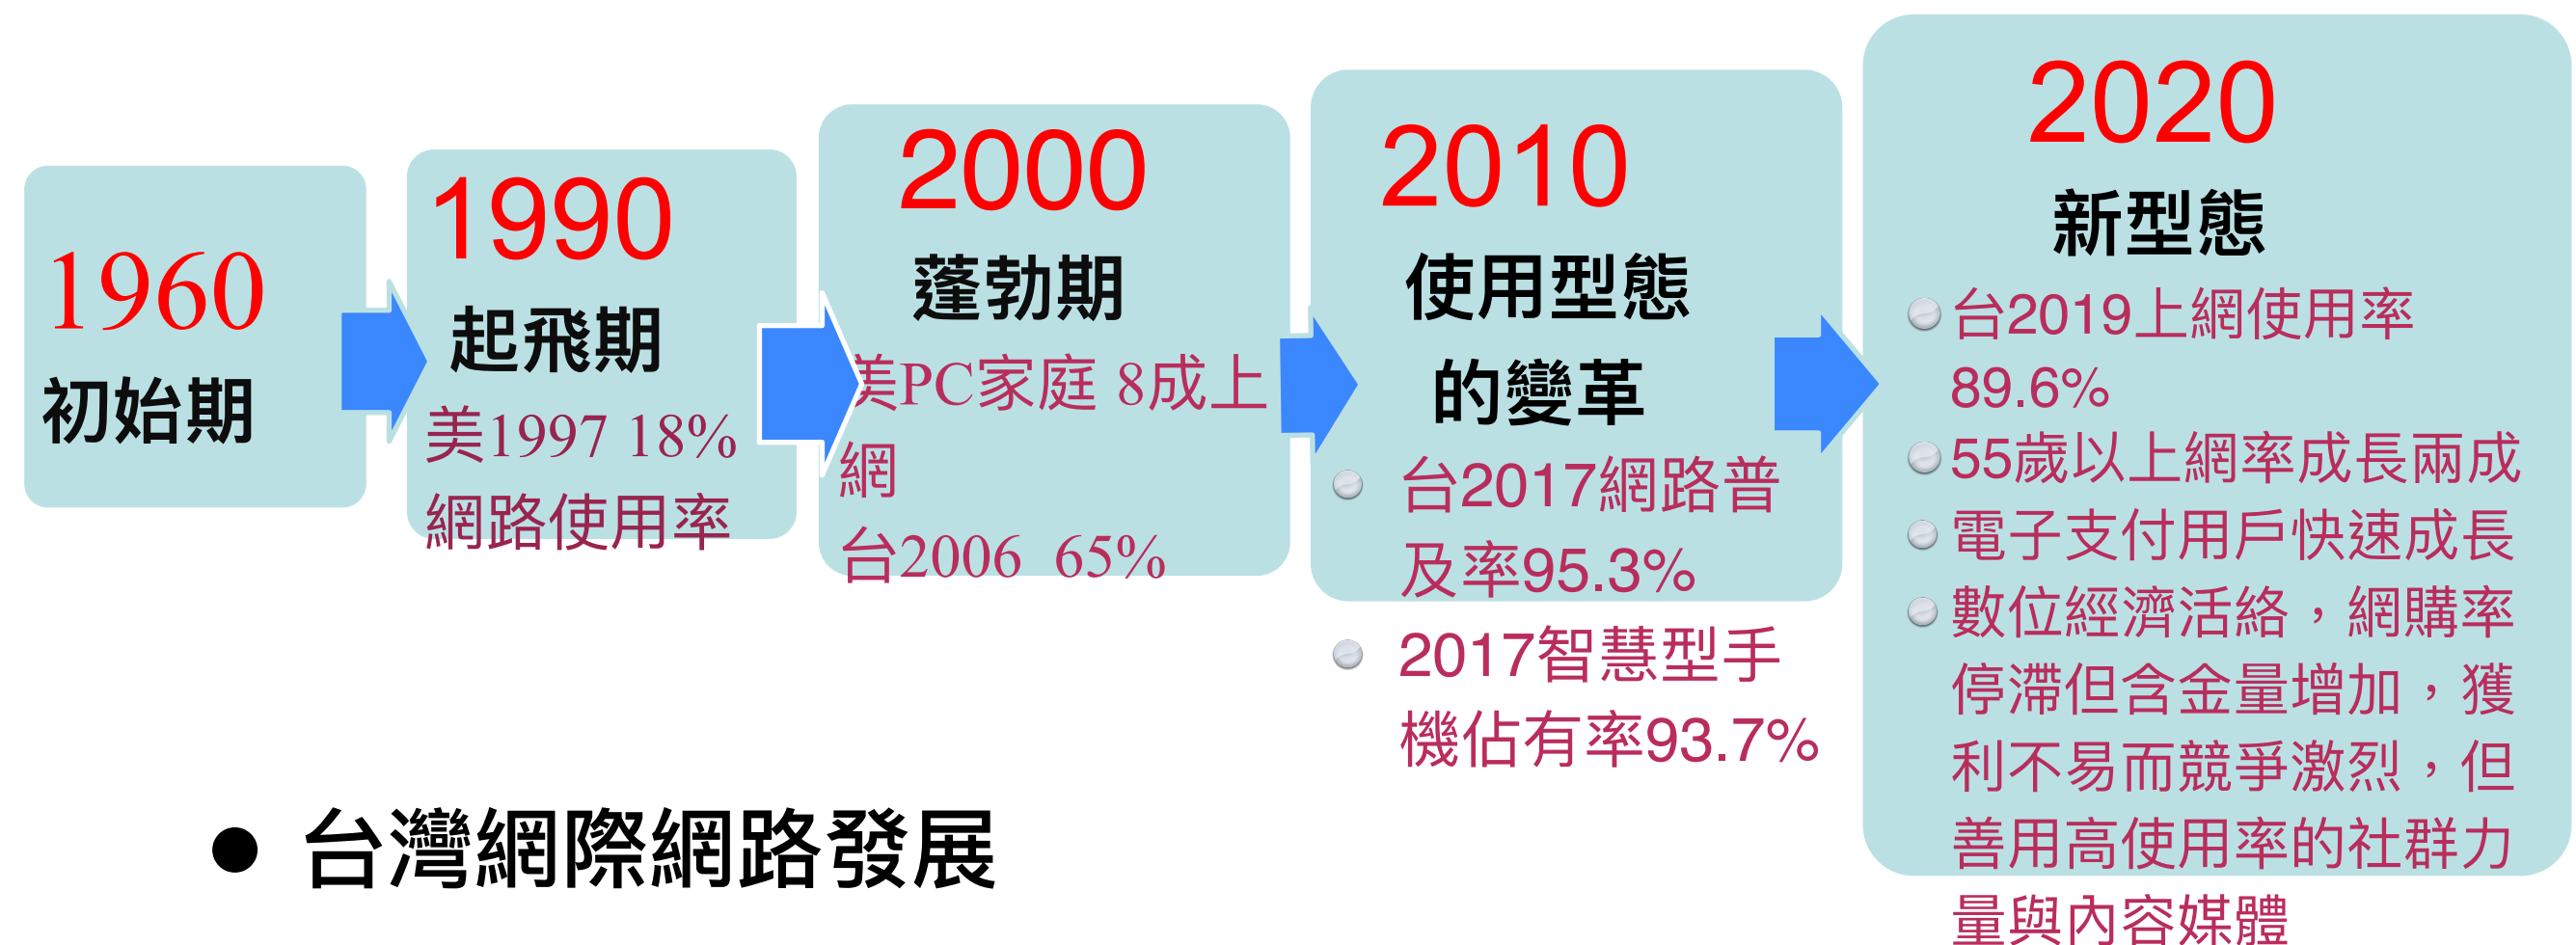 1960
初始期
1990
起飛期
美1997 18%
網路使用率
2000
蓬勃期
美PC家庭 8成上
網
台2006 65%
2010
使用型態
的變革
台2017網路普
及率95.3%
2017智慧型手
機佔有率93.7%
2020
新型態
台2019上網使用率
89.6%
55歲以上網率成長兩成
電子支付用戶快速成長
數位經濟活絡，網購率
停滯但含金量增加，獲
利不易而競爭激烈，但
善用高使用率的社群力
量與內容媒體
● 台灣網際網路發展